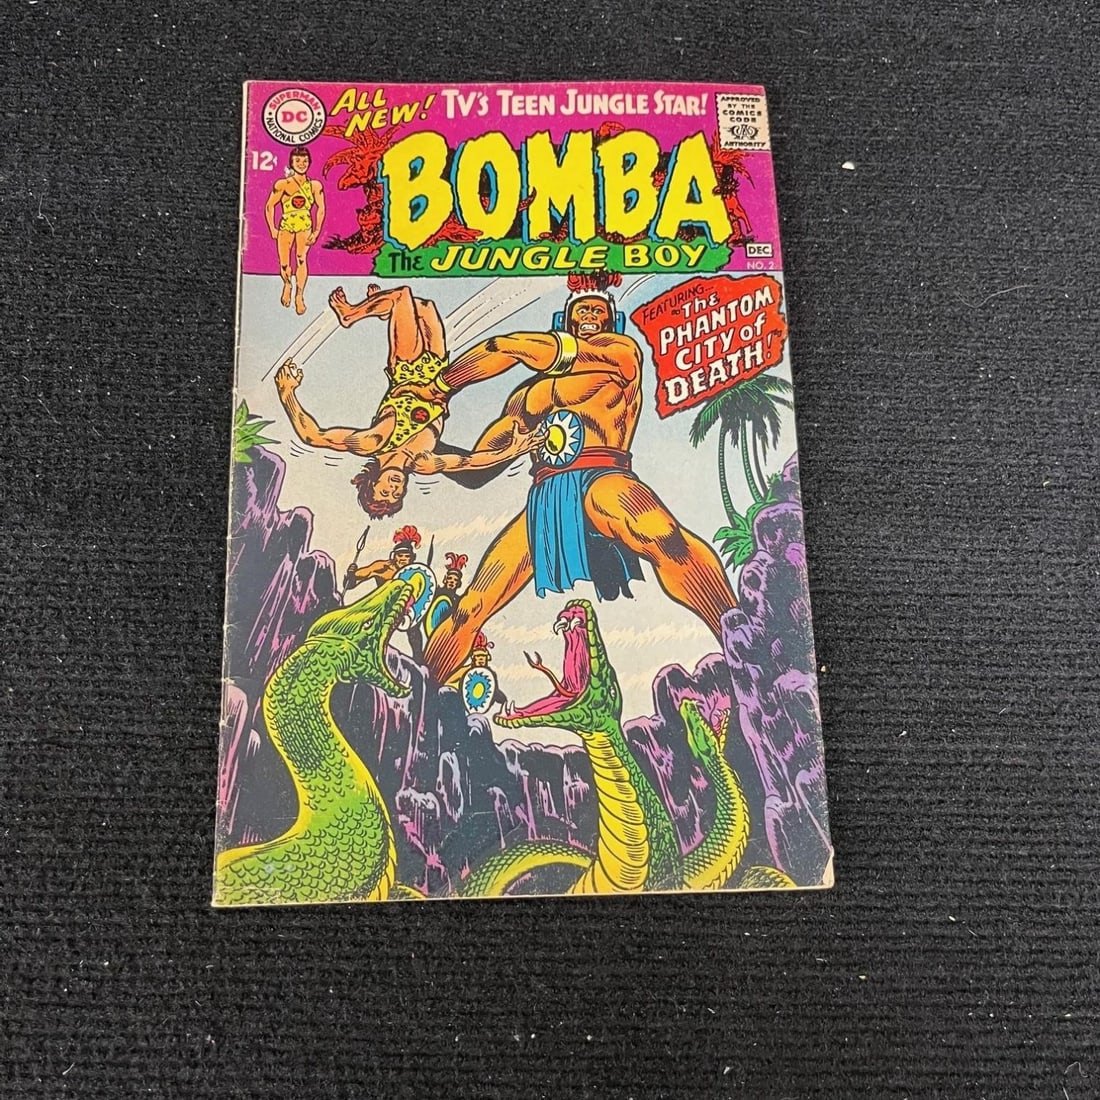 SUPERMAN
DC
NATIONAL COMICS
ALL NEW!
TV'S TEEN JUNGLE STAR!
APPROVED
BY THE
COMICS
CODE
AUTHORITY
12¢
BOMBA
THE JUNGLE BOY
DEC.
NO. 2
FEATURING...
"THE
PHANTOM
CITY OF
DEATH!"